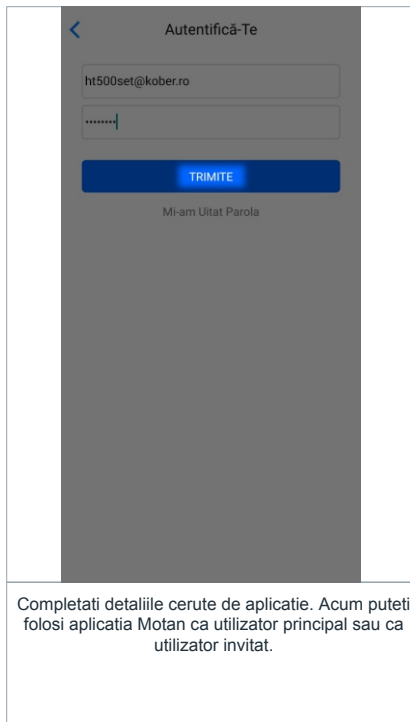 Autentifică-Te
ht500set@kober.ro
••••••••
TRIMITE
Mi-am Uitat Parola
Completati detaliile cerute de aplicatie. Acum puteti
folosi aplicatia Motan ca utilizator principal sau ca
utilizator invitat.